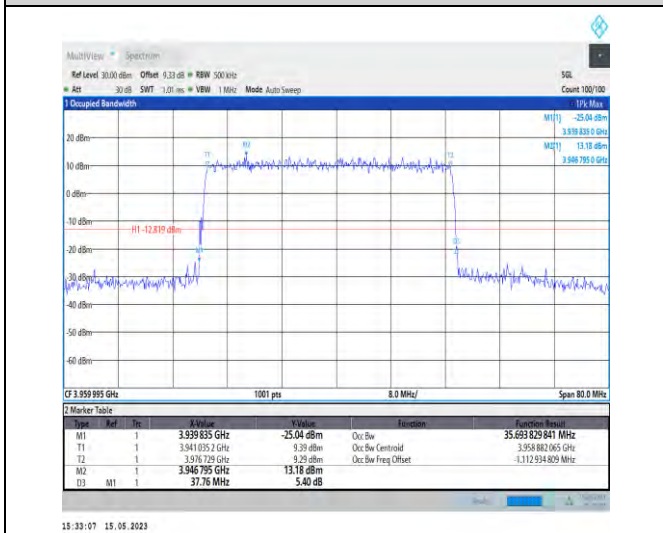 MultiView Spectrum
Ref Level 30.00 dBm Offset 9.33 dB RBW 500 kHz SGL
Att 30 dB SWT 1.01 ms VBW 1 MHz Mode Auto Sweep Count 100/100
1 Occupied Bandwidth 1Pk Max
M1[1] -25.04 dBm
3.939 835 0 GHz
M2[1] 13.18 dBm
3.946 795 0 GHz
20 dBm
10 dBm
0 dBm
-10 dBm
H1 -12.819 dBm
-20 dBm
-30 dBm
-40 dBm
-50 dBm
-60 dBm
T1
M2
T2
M1
D3
CF 3.959 995 GHz 1001 pts 8.0 MHz/ Span 80.0 MHz
2 Marker Table
Type Ref Trc X-Value Y-Value Function Function Result
M1 1 3.939 835 GHz -25.04 dBm Occ Bw 35.693 829 841 MHz
T1 1 3.941 035 2 GHz 9.39 dBm Occ Bw Centroid 3.958 882 065 GHz
T2 1 3.976 729 GHz 9.29 dBm Occ Bw Freq Offset -1.112 934 809 MHz
M2 1 3.946 795 GHz 13.18 dBm
D3 M1 1 37.76 MHz 5.40 dB
15:33:07 15.05.2023